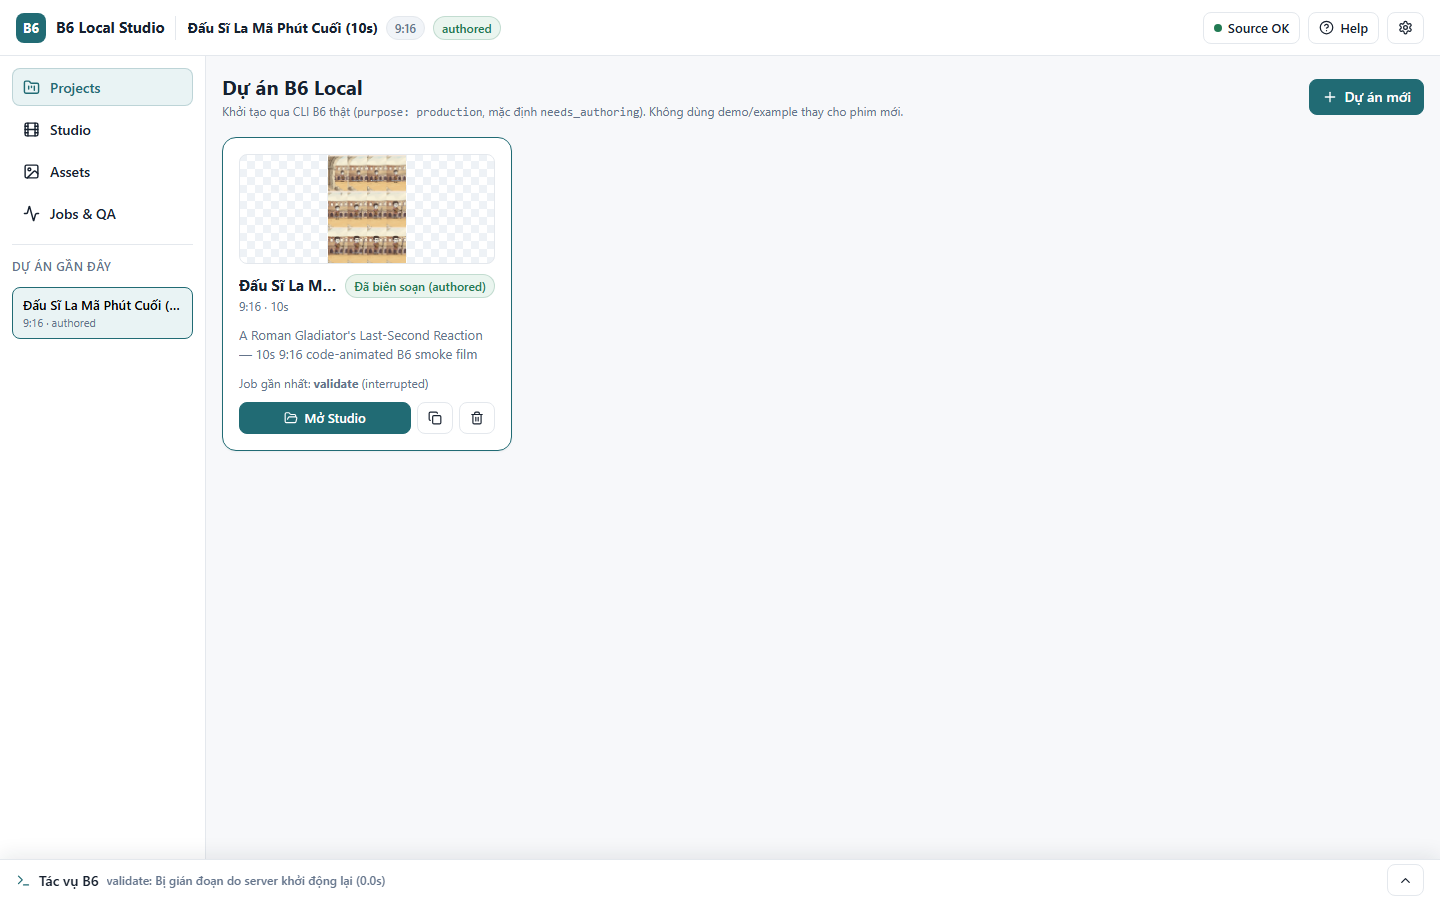 B6 B6 Local Studio Đấu Sĩ La Mã Phút Cuối (10s) 9:16 authored Source OK Help
Projects
Studio
Assets
Jobs & QA
DỰ ÁN GẦN ĐÂY
Đấu Sĩ La Mã Phút Cuối (...
9:16 · authored
Dự án B6 Local
Khởi tạo qua CLI B6 thật (purpose: production, mặc định needs_authoring). Không dùng demo/example thay cho phim mới.
Dự án mới
Đấu Sĩ La M... Đã biên soạn (authored)
9:16 · 10s
A Roman Gladiator's Last-Second Reaction
— 10s 9:16 code-animated B6 smoke film
Job gần nhất: validate (interrupted)
Mở Studio
Tác vụ B6 validate: Bị gián đoạn do server khởi động lại (0.0s)